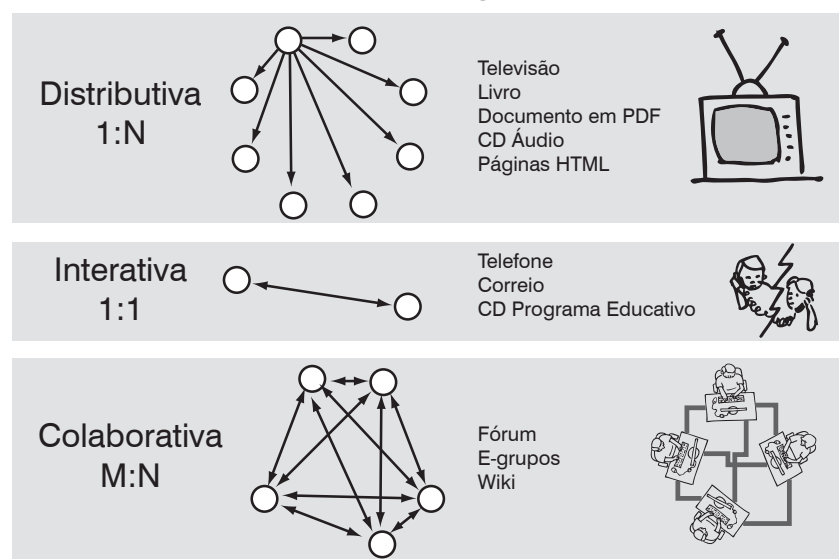 Distributiva
1:N
Televisão
Livro
Documento em PDF
CD Áudio
Páginas HTML
Interativa
1:1
Telefone
Correio
CD Programa Educativo
Colaborativa
M:N
Fórum
E-grupos
Wiki